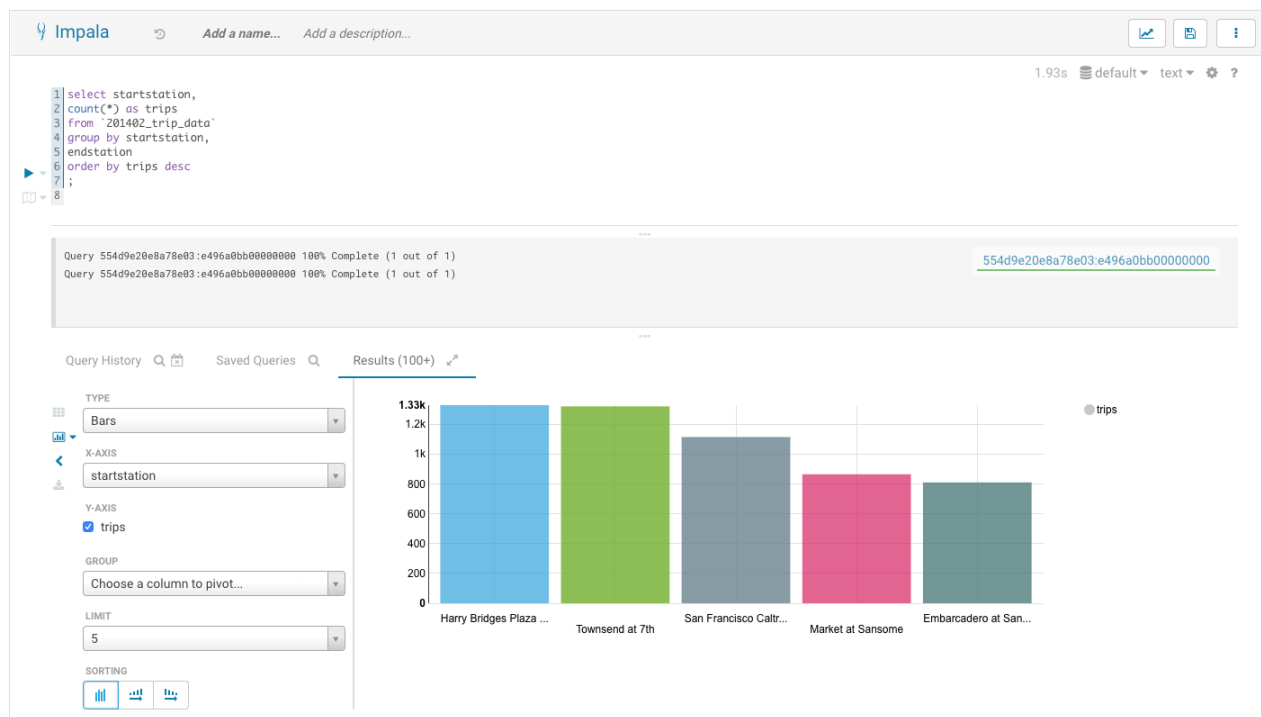 Impala Add a name... Add a description...
1.93s default text ?
1 select startstation,
2 count(*) as trips
3 from `201402_trip_data`
4 group by startstation,
5 endstation
6 order by trips desc
7 ;
8
Query 554d9e20e8a78e03:e496a0bb00000000 100% Complete (1 out of 1)
554d9e20e8a78e03:e496a0bb00000000
Query 554d9e20e8a78e03:e496a0bb00000000 100% Complete (1 out of 1)
Query History Saved Queries Results (100+)
TYPE
Bars
X-AXIS
startstation
Y-AXIS
trips
GROUP
Choose a column to pivot...
LIMIT
5
SORTING
1.33k
1.2k
1k
800
600
400
200
0
Harry Bridges Plaza ...
Townsend at 7th
San Francisco Caltr...
Market at Sansome
Embarcadero at San...
trips